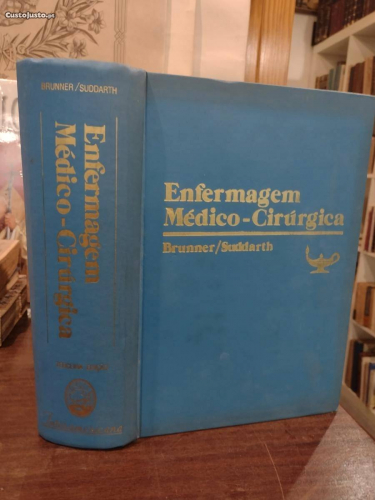 CustoJusto.pt
BRUNNER/SUDDARTH
Enfermagem
Médico-Cirúrgica
Enfermagem
Médico-Cirúrgica
Brunner/Suddarth